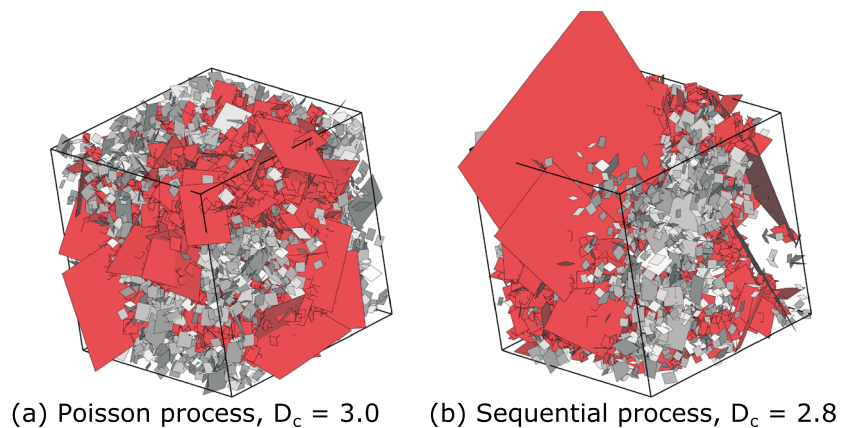 (a) Poisson process, D_c = 3.0
(b) Sequential process, D_c = 2.8